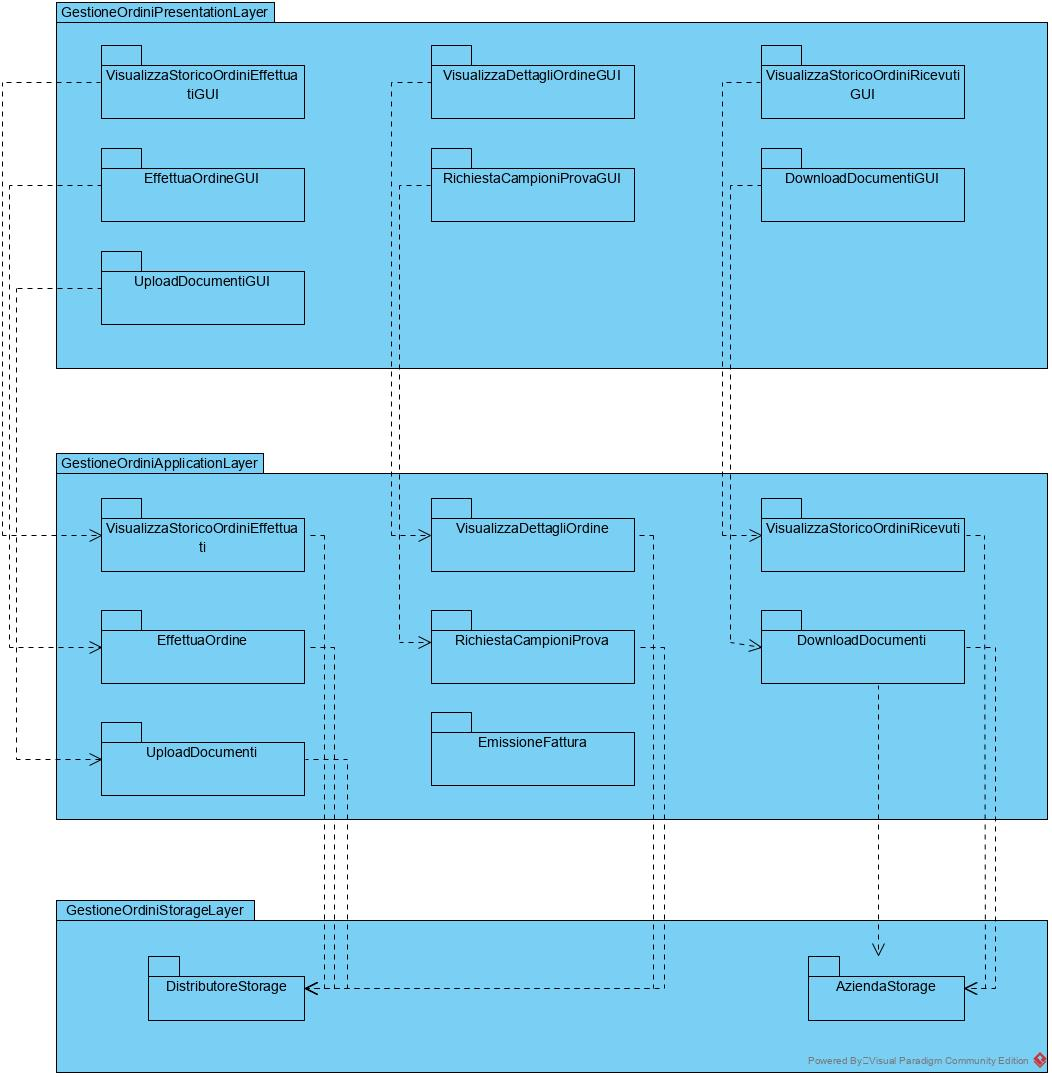 GestioneOrdiniPresentationLayer
VisualizzaStoricoOrdiniEffettua
tiGUI
VisualizzaDettagliOrdineGUI
VisualizzaStoricoOrdiniRicevuti
GUI
EffettuaOrdineGUI
RichiestaCampioniProvaGUI
DownloadDocumentiGUI
UploadDocumentiGUI
GestioneOrdiniApplicationLayer
VisualizzaStoricoOrdiniEffettua
ti
VisualizzaDettagliOrdine
VisualizzaStoricoOrdiniRicevuti
EffettuaOrdine
RichiestaCampioniProva
DownloadDocumenti
UploadDocumenti
EmissioneFattura
GestioneOrdiniStorageLayer
DistributoreStorage
AziendaStorage
Powered By Visual Paradigm Community Edition